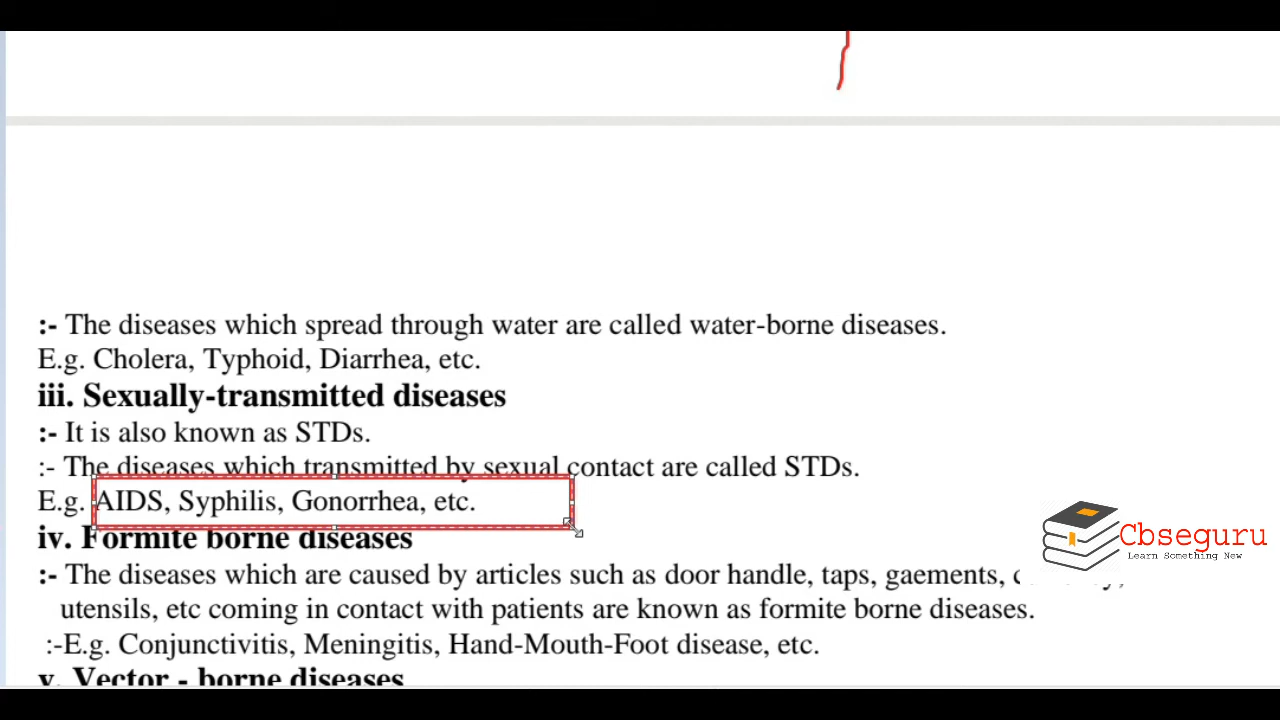 :- The diseases which spread through water are called water-borne diseases.
E.g. Cholera, Typhoid, Diarrhea, etc.
iii. Sexually-transmitted diseases
:- It is also known as STDs.
:- The diseases which transmitted by sexual contact are called STDs.
E.g. AIDS, Syphilis, Gonorrhea, etc.
iv. Formite borne diseases
:- The diseases which are caused by articles such as door handle, taps, gaements,
utensils, etc coming in contact with patients are known as formite borne diseases.
:-E.g. Conjunctivitis, Meningitis, Hand-Mouth-Foot disease, etc.
v. Vector - borne diseases
Cbseguru
Learn Something New